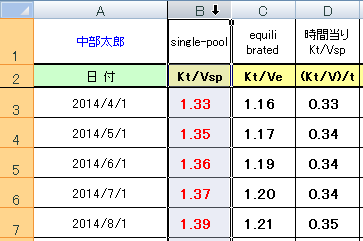 A B C D
1 中部太郎 single-pool equili 時間当り
brated Kt/Vsp
2 日 付 Kt/Vsp Kt/Ve (Kt/V)/t
3 2014/4/1 1.33 1.16 0.33
4 2014/5/1 1.35 1.17 0.34
5 2014/6/1 1.36 1.19 0.34
6 2014/7/1 1.37 1.20 0.34
7 2014/8/1 1.39 1.21 0.35